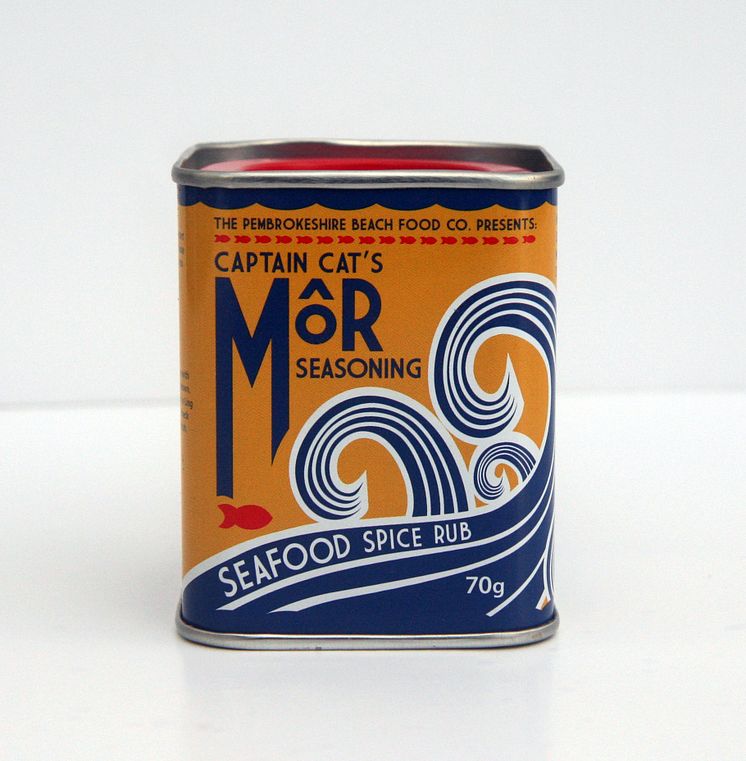 THE PEMBROKESHIRE BEACH FOOD CO. PRESENTS:
CAPTAIN CAT'S
MÔR
SEASONING
SEAFOOD SPICE RUB
70g